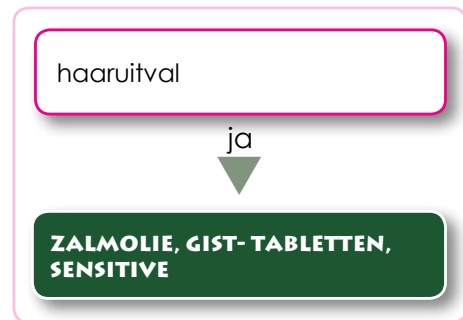 haaruitval
ja
ZALMOLIE, GIST- TABLETTEN,
SENSITIVE